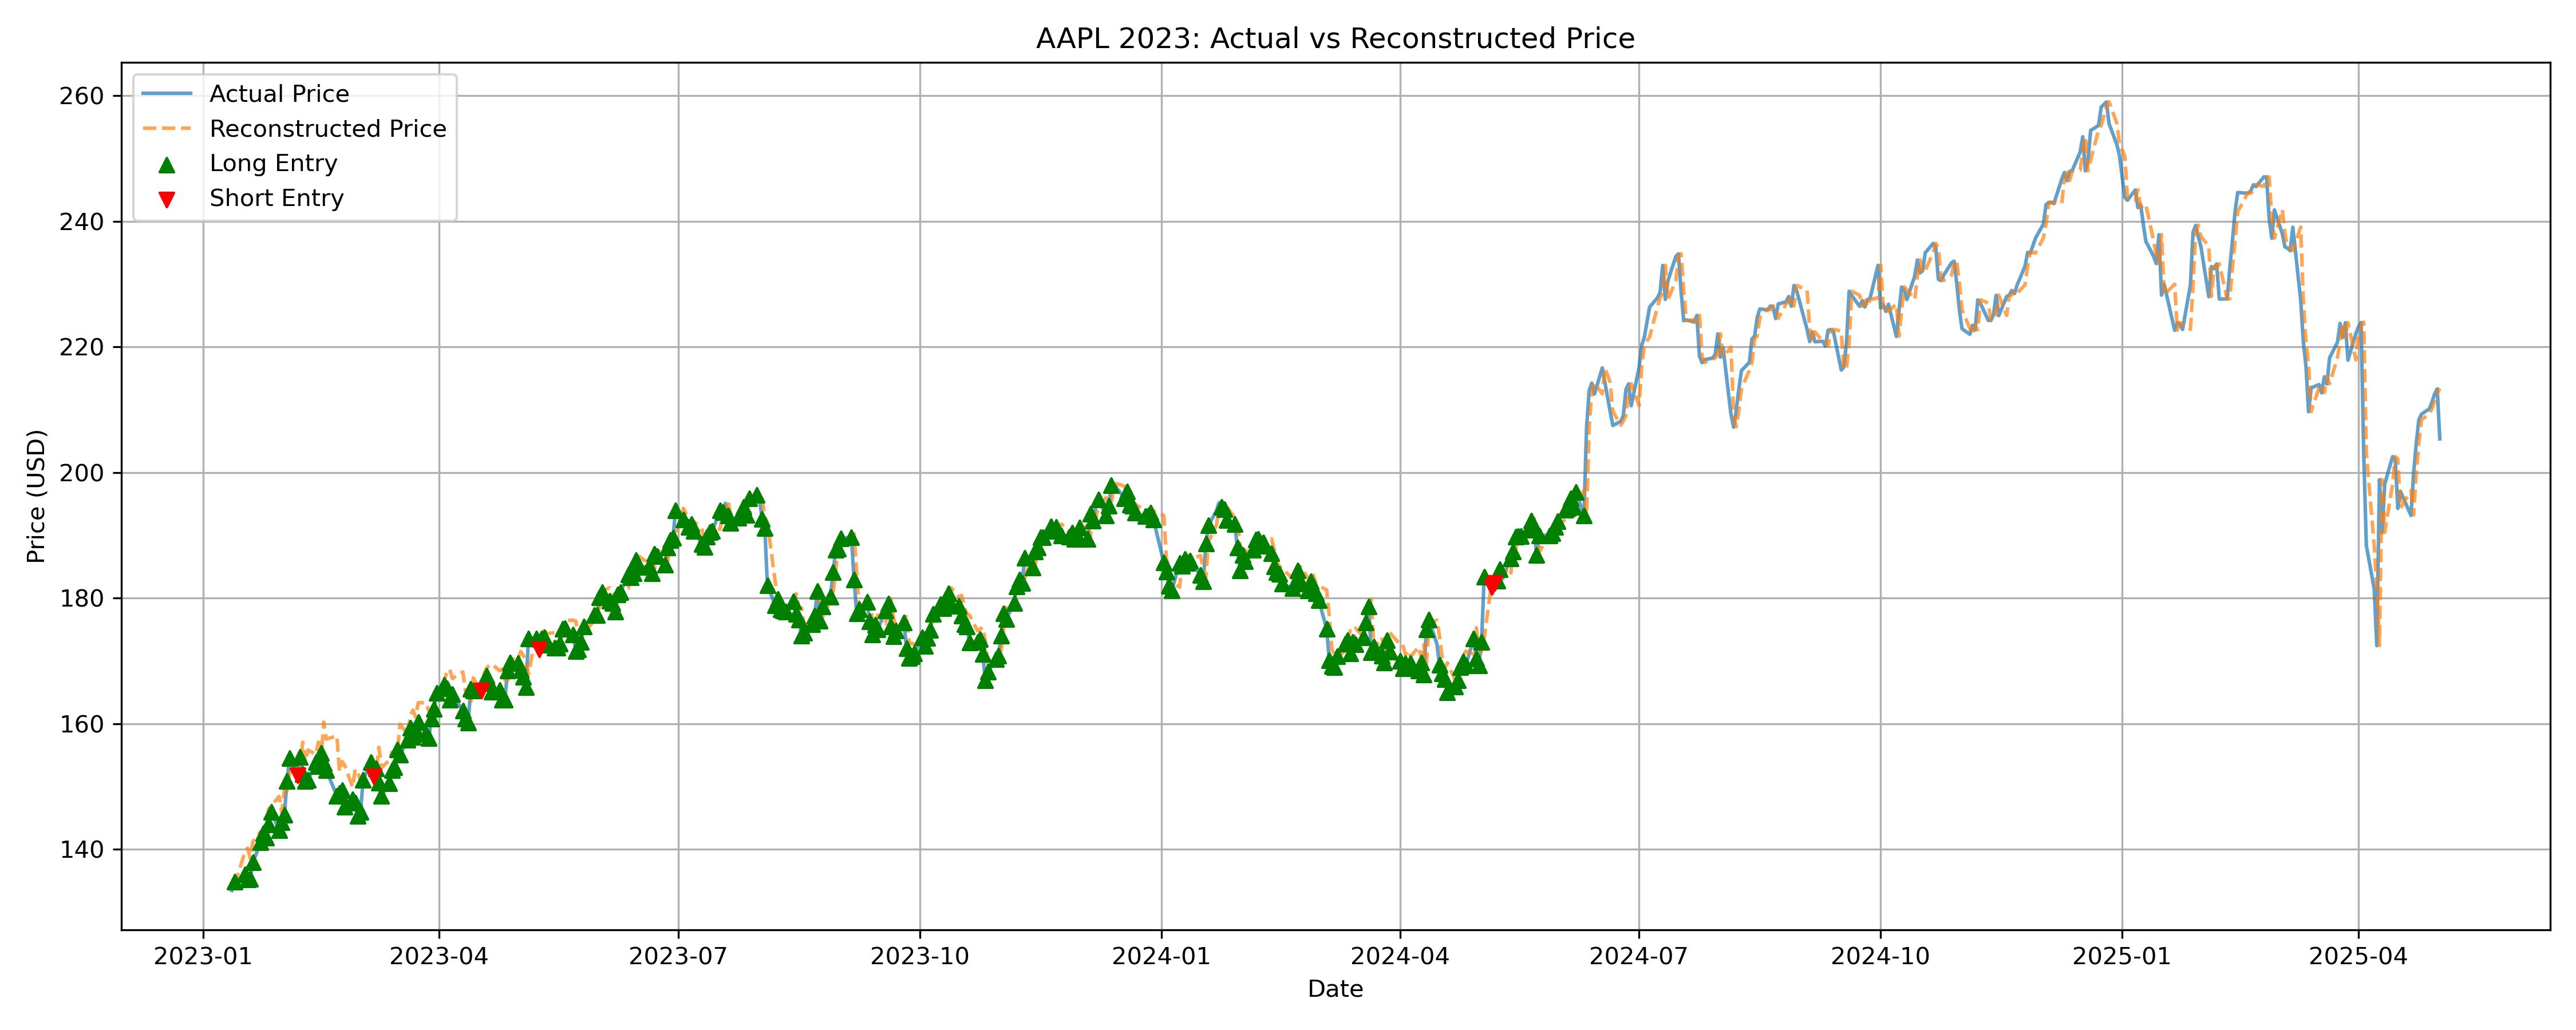 AAPL 2023: Actual vs Reconstructed Price
Actual Price
Reconstructed Price
Long Entry
Short Entry
260
240
220
200
180
160
140
Price (USD)
2023-01
2023-04
2023-07
2023-10
2024-01
2024-04
2024-07
2024-10
2025-01
2025-04
Date